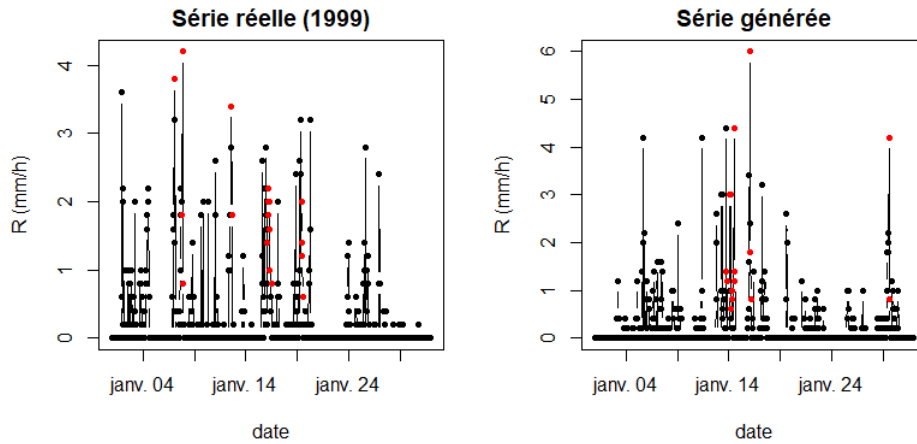 Série réelle (1999)
R (mm/h)
4
3
2
1
0
janv. 04
janv. 14
janv. 24
date
Série générée
R (mm/h)
6
5
4
3
2
1
0
janv. 04
janv. 14
janv. 24
date